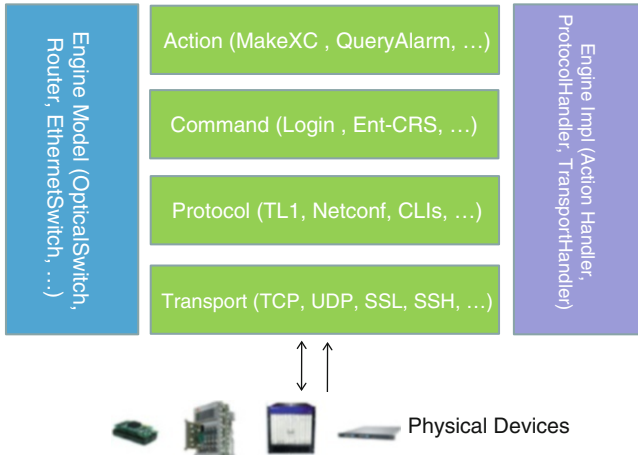 Engine Model (OpticalSwitch,
Router, EthernetSwitch, …)
Action (MakeXC , QueryAlarm, …)
Command (Login , Ent-CRS, …)
Protocol (TL1, Netconf, CLIs, …)
Transport (TCP, UDP, SSL, SSH, …)
Engine Impl (Action Handler,
ProtocolHandler, TransportHandler)
Physical Devices